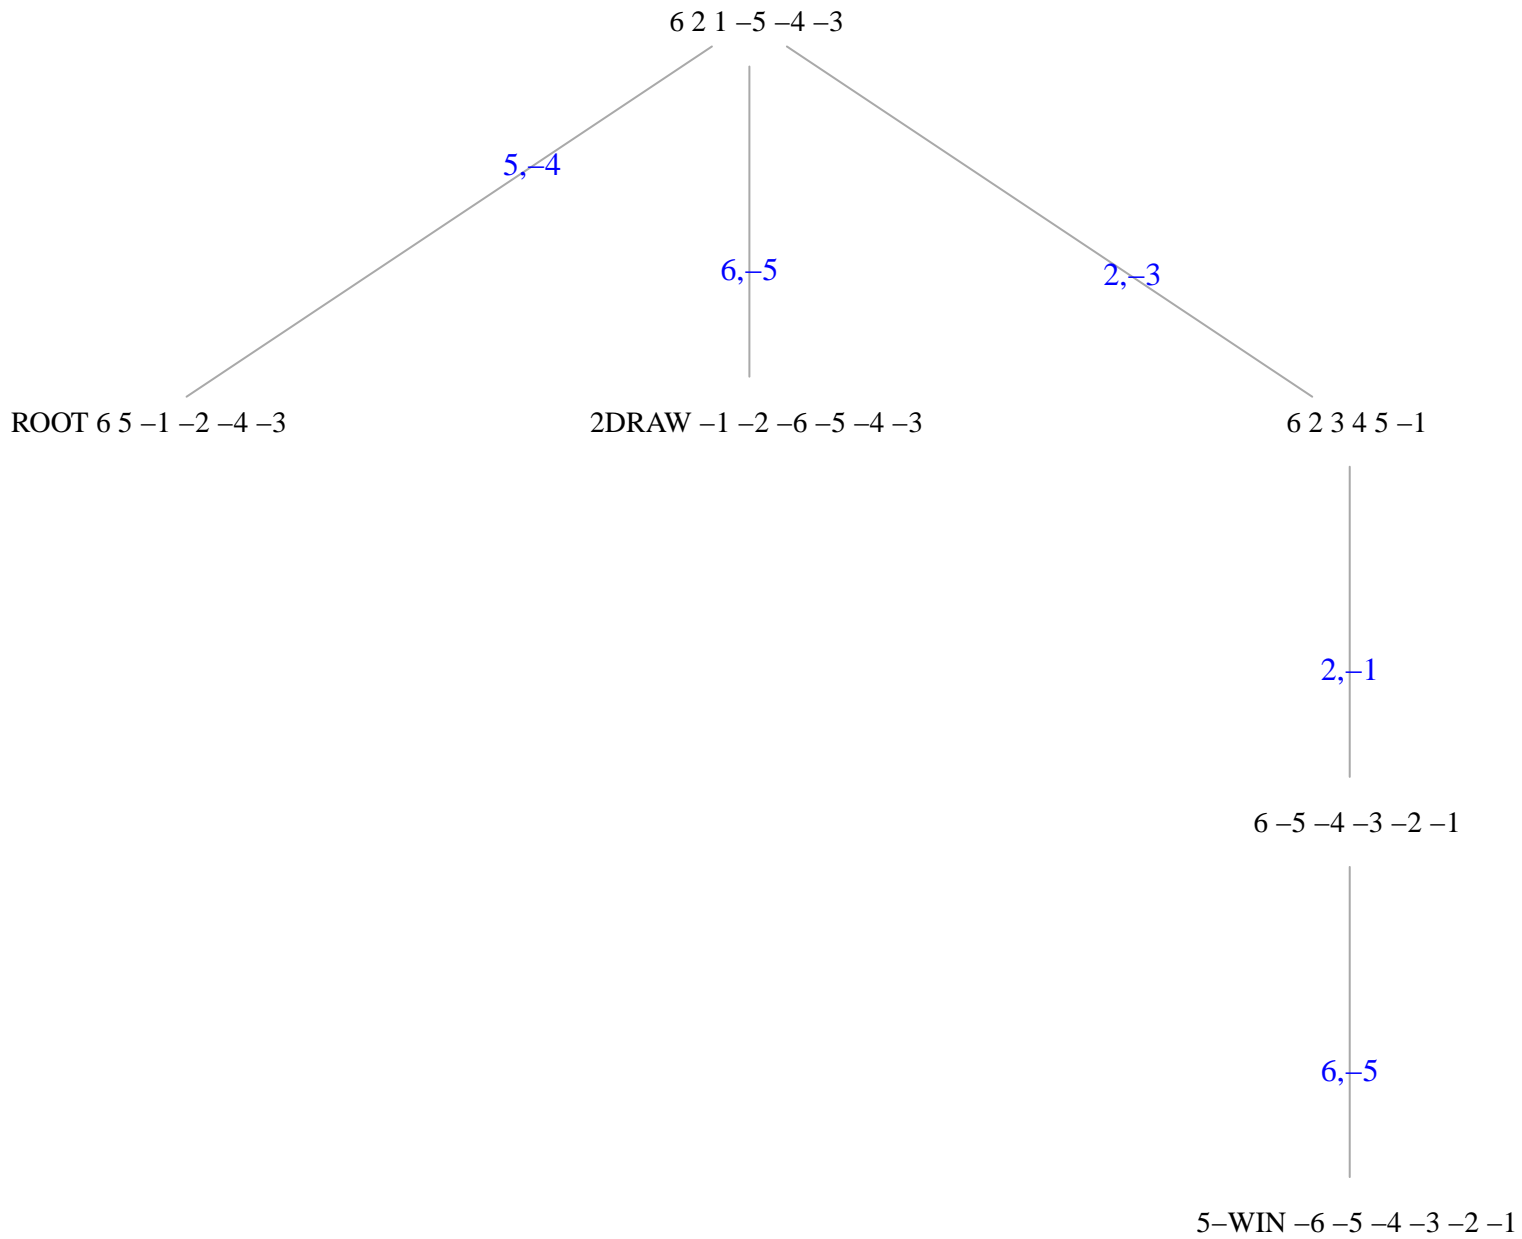 6 2 1 –5 –4 –3
5,–4
6,–5
2,–3
ROOT 6 5 –1 –2 –4 –3
2DRAW –1 –2 –6 –5 –4 –3
6 2 3 4 5 –1
2,–1
6 –5 –4 –3 –2 –1
6,–5
5–WIN –6 –5 –4 –3 –2 –1